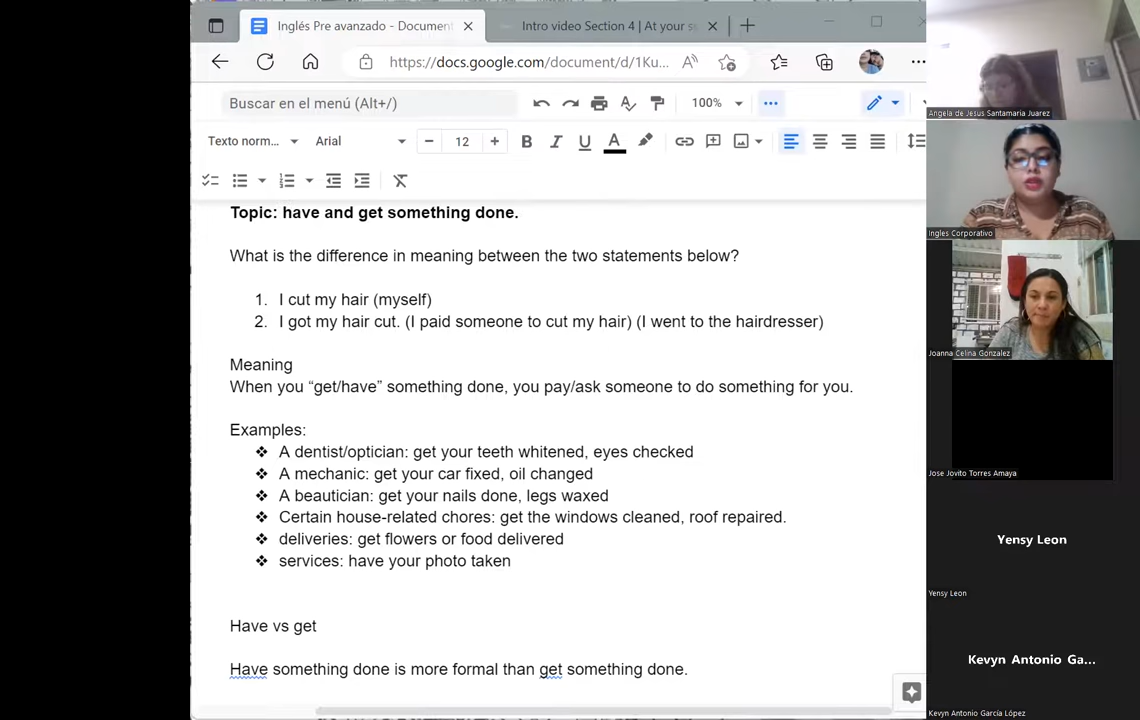 Inglés Pre avanzado - Document
Intro video Section 4 | At your s
https://docs.google.com/document/d/1Ku...
Buscar en el menú (Alt+/)
100%
Texto norm...
Arial
12
Topic: have and get something done.
What is the difference in meaning between the two statements below?
1. I cut my hair (myself)
2. I got my hair cut. (I paid someone to cut my hair) (I went to the hairdresser)
Meaning
When you “get/have” something done, you pay/ask someone to do something for you.
Examples:
❖ A dentist/optician: get your teeth whitened, eyes checked
❖ A mechanic: get your car fixed, oil changed
❖ A beautician: get your nails done, legs waxed
❖ Certain house-related chores: get the windows cleaned, roof repaired.
❖ deliveries: get flowers or food delivered
❖ services: have your photo taken
Have vs get
Have something done is more formal than get something done.
Angela de Jesus Santamaria Juarez
Ingles Corporativo
Joanna Celina Gonzalez
Jose Jovito Torres Amaya
Yensy Leon
Yensy Leon
Kevyn Antonio Ga...
Kevyn Antonio García López